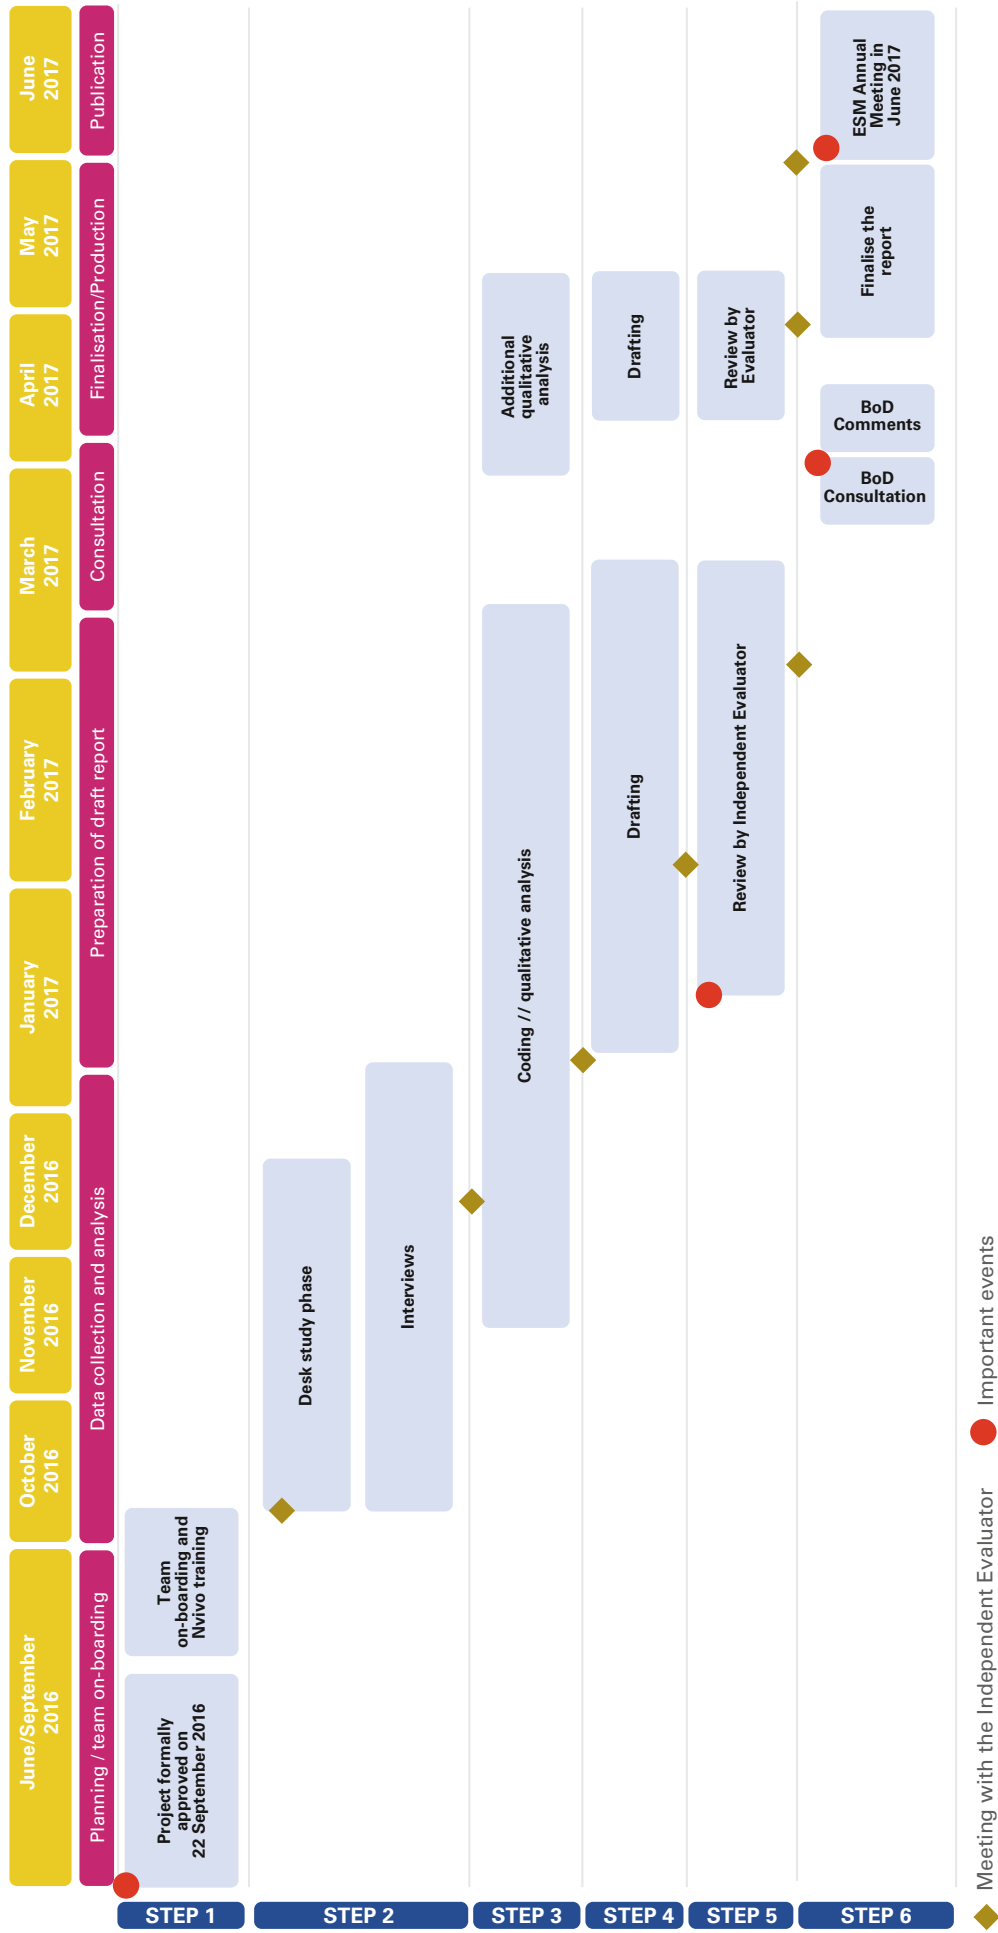 June/September
2016
October
2016
November
2016
December
2016
January
2017
February
2017
March
2017
April
2017
May
2017
June
2017
Planning / team on-boarding
Data collection and analysis
Preparation of draft report
Consultation
Finalisation/Production
Publication
STEP 1
Project formally
approved on
22 September 2016
Team
on-boarding and
Nvivo training
STEP 2
Desk study phase
Interviews
STEP 3
Coding // qualitative analysis
Additional
qualitative
analysis
STEP 4
Drafting
Drafting
STEP 5
Review by Independent Evaluator
Review by
Evaluator
STEP 6
BoD
Consultation
BoD
Comments
Finalise the
report
ESM Annual
Meeting in
June 2017
Meeting with the Independent Evaluator
Important events